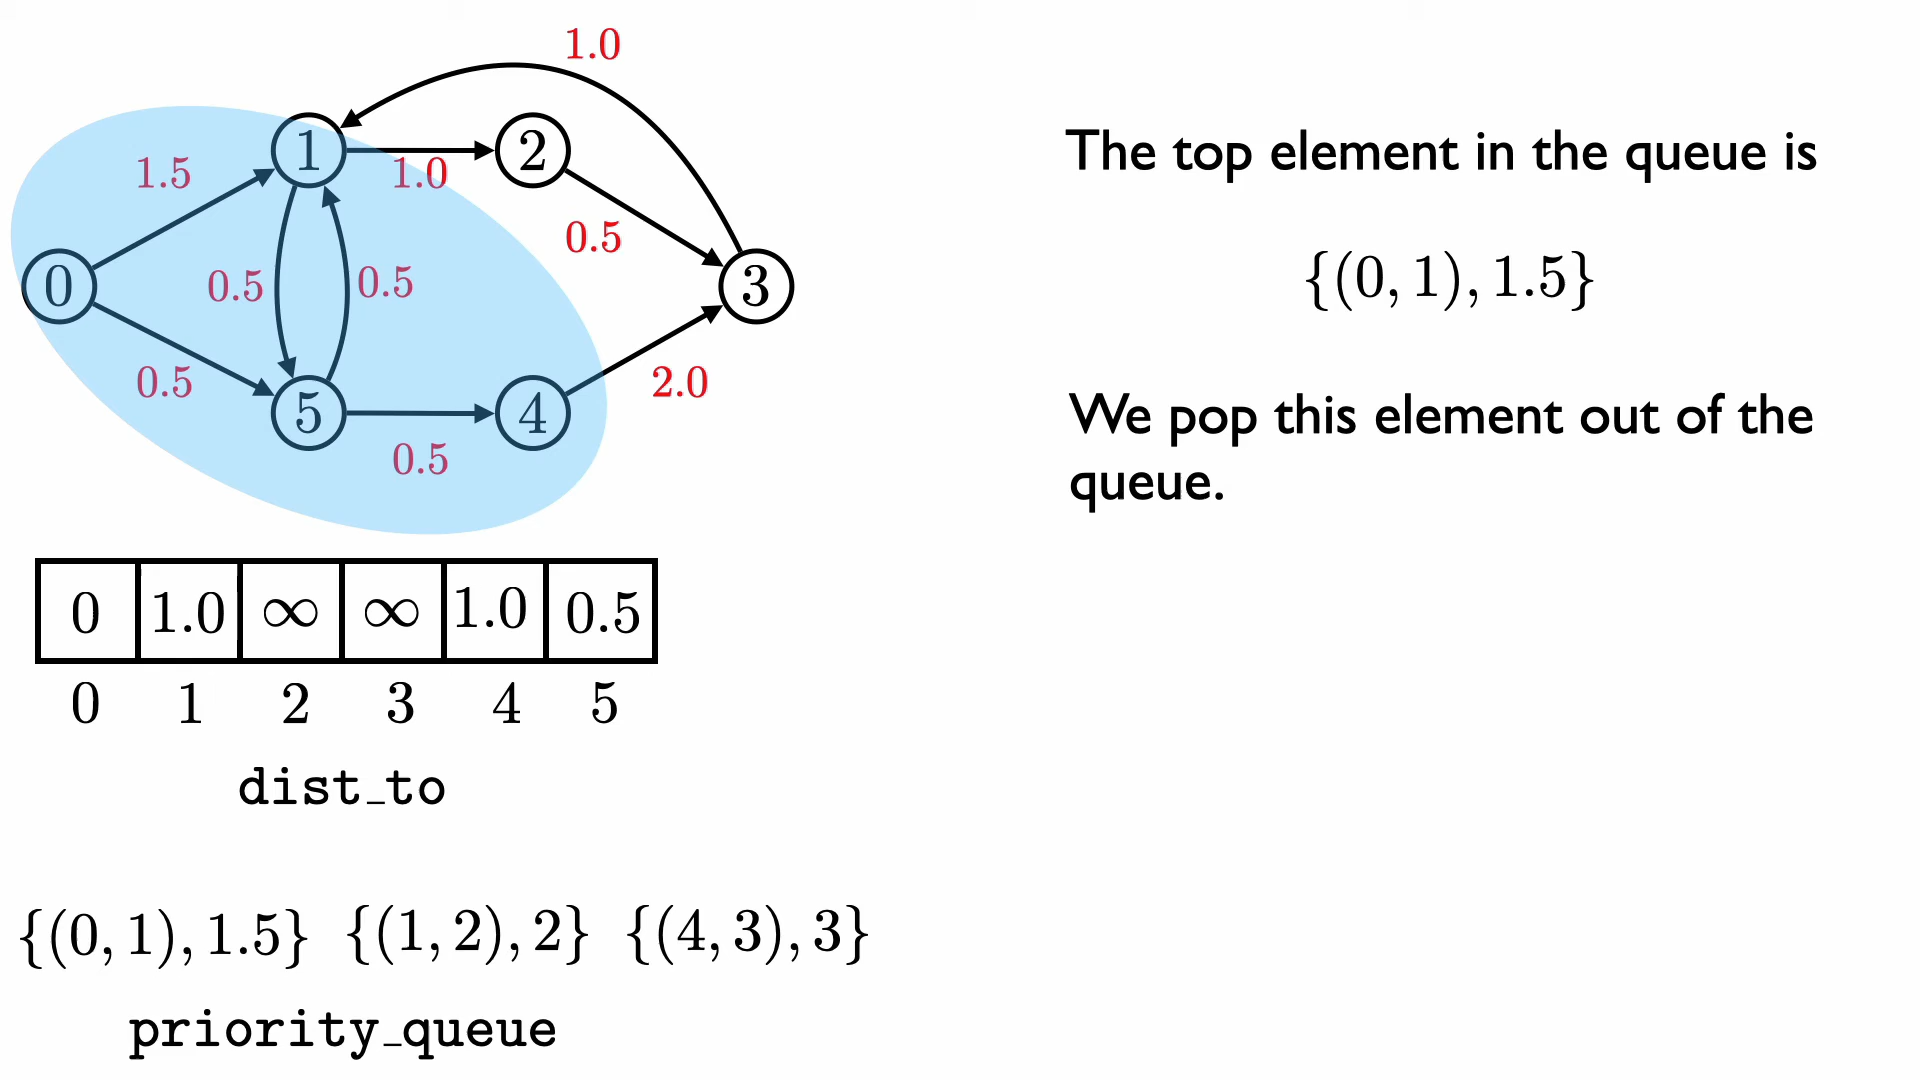 1.0
1
2
1.5
1.0
0.5
0
0.5
0.5
3
0.5
2.0
5
4
0.5
0 1.0 ∞ ∞ 1.0 0.5
0 1 2 3 4 5
dist_to
{(0, 1), 1.5} {(1, 2), 2} {(4, 3), 3}
priority_queue
The top element in the queue is
{(0, 1), 1.5}
We pop this element out of the
queue.